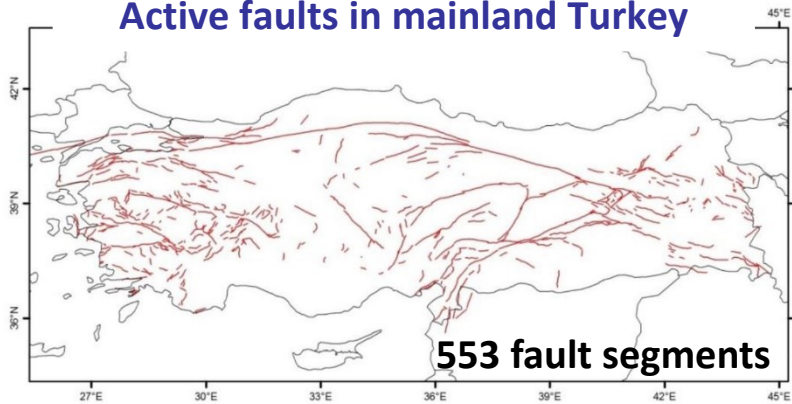 Active faults in mainland Turkey
45°E
42°N
39°N
36°N
553 fault segments
27°E 30°E 33°E 36°E 39°E 42°E 45°E